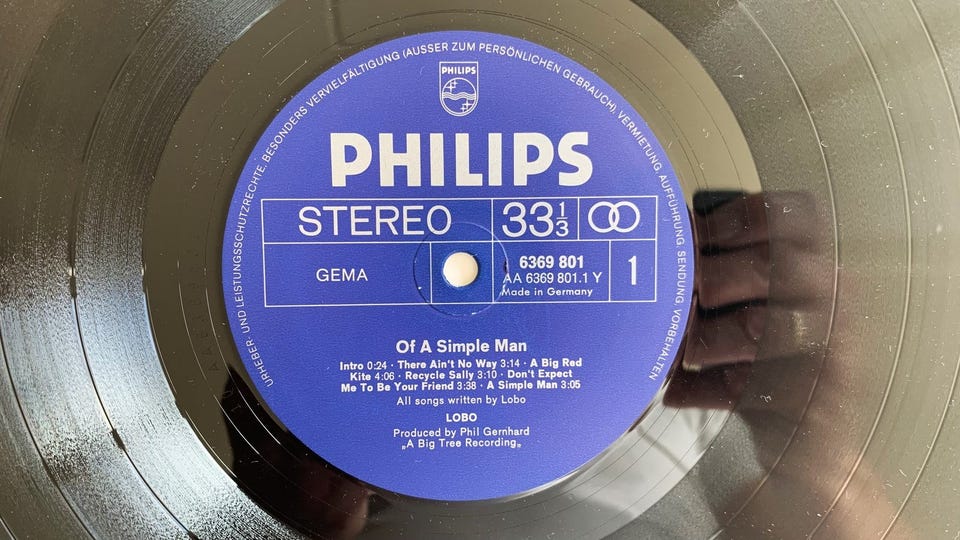 URHEBER- UND LEISTUNGSSCHUTZRECHTE, BESONDERS VERVIELFÄLTIGUNG (AUSSER ZUM PERSÖNLICHEN GEBRAUCH), VERMIETUNG, AUFFÜHRUNG, SENDUNG, VORBEHALTEN
PHILIPS
PHILIPS
STEREO 33 1/3
GEMA
6369 801
AA 6369 801.1 Y
Made in Germany
1
Of A Simple Man
Intro 0:24 · There Ain't No Way 3:14 · A Big Red
Kite 4:06 · Recycle Sally 3:10 · Don't Expect
Me To Be Your Friend 3:38 · A Simple Man 3:05
All songs written by Lobo
LOBO
Produced by Phil Gernhard
„A Big Tree Recording„